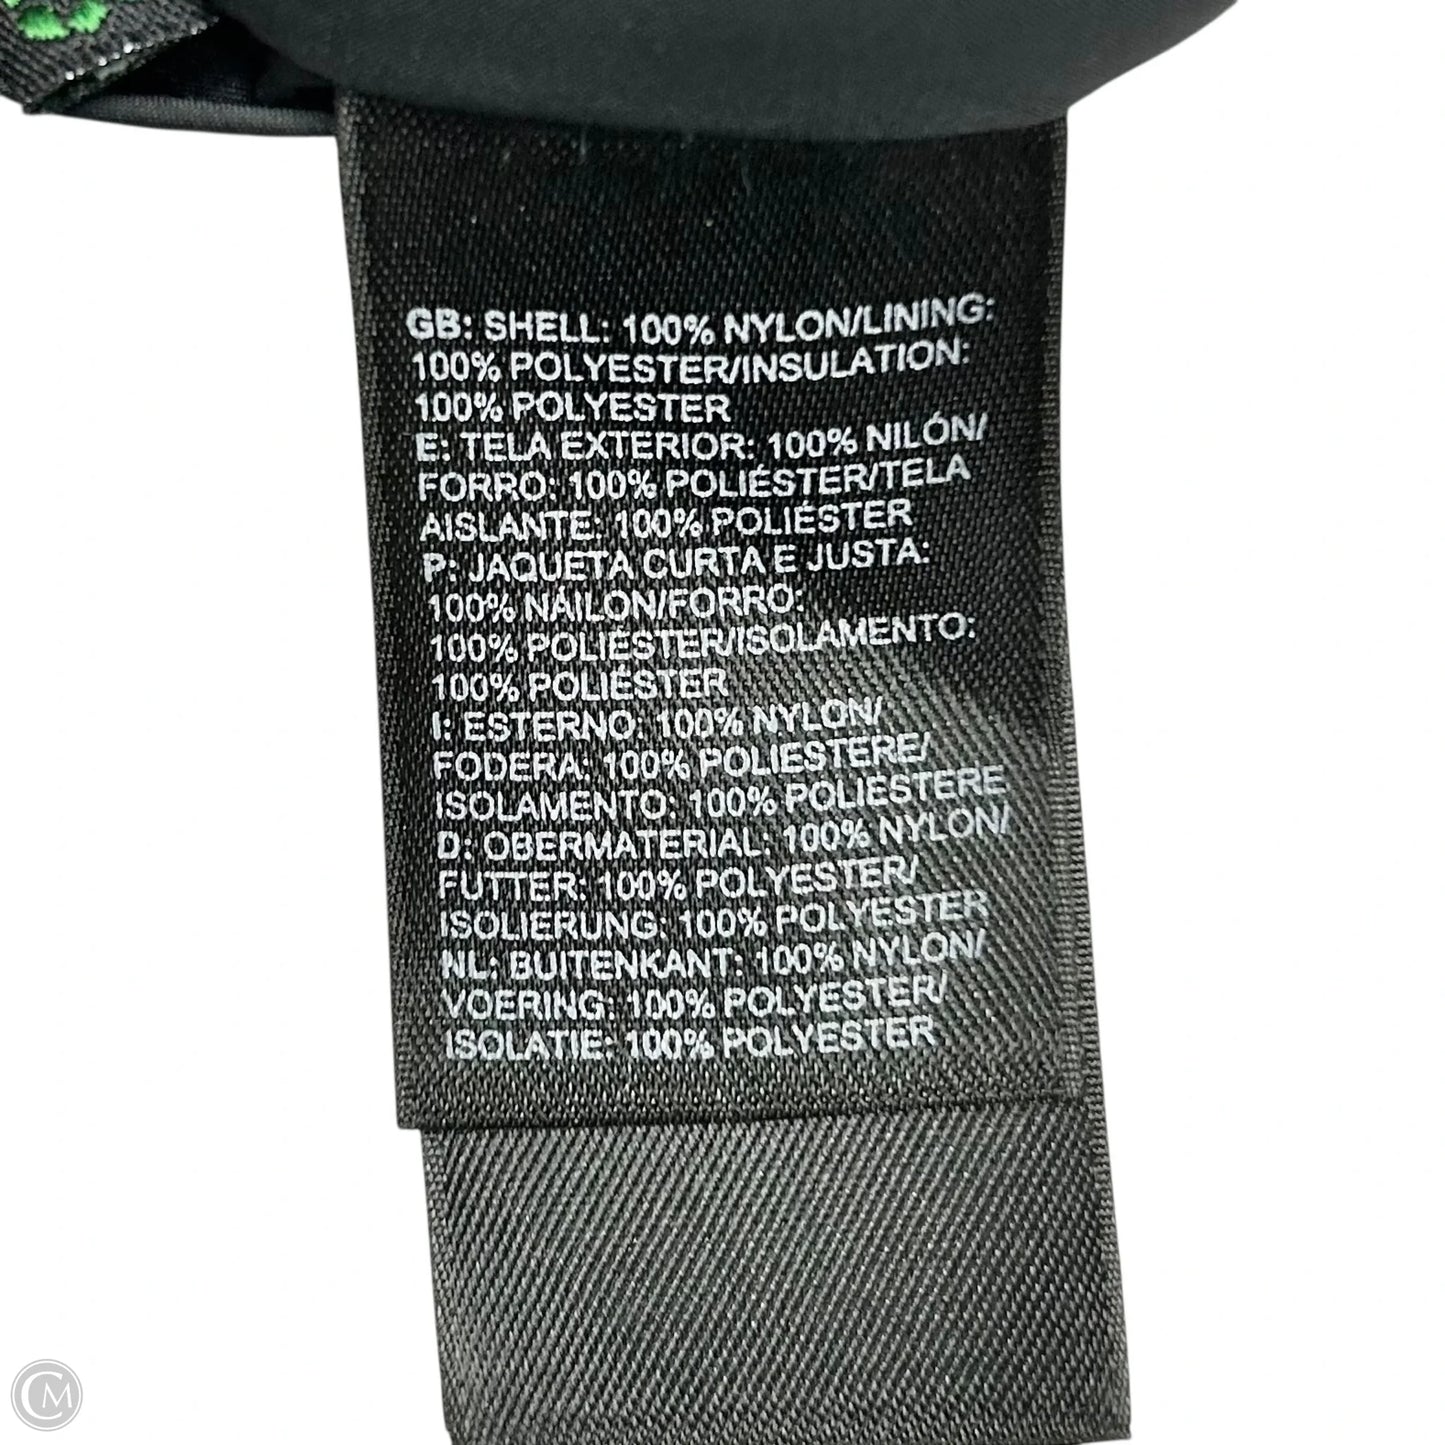 GB: SHELL: 100% NYLON/LINING:
100% POLYESTER/INSULATION:
100% POLYESTER
E: TELA EXTERIOR: 100% NILÓN/
FORRO: 100% POLIÉSTER/TELA
AISLANTE: 100% POLIÉSTER
P: JAQUETA CURTA E JUSTA:
100% NÁILON/FORRO:
100% POLIÉSTER/ISOLAMENTO:
100% POLIÉSTER
I: ESTERNO: 100% NYLON/
FODERA: 100% POLIESTERE/
ISOLAMENTO: 100% POLIESTERE
D: OBERMATERIAL: 100% NYLON/
FUTTER: 100% POLYESTER/
ISOLIERUNG: 100% POLYESTER
NL: BUITENKANT: 100% NYLON/
VOERING: 100% POLYESTER/
ISOLATIE: 100% POLYESTER
CM